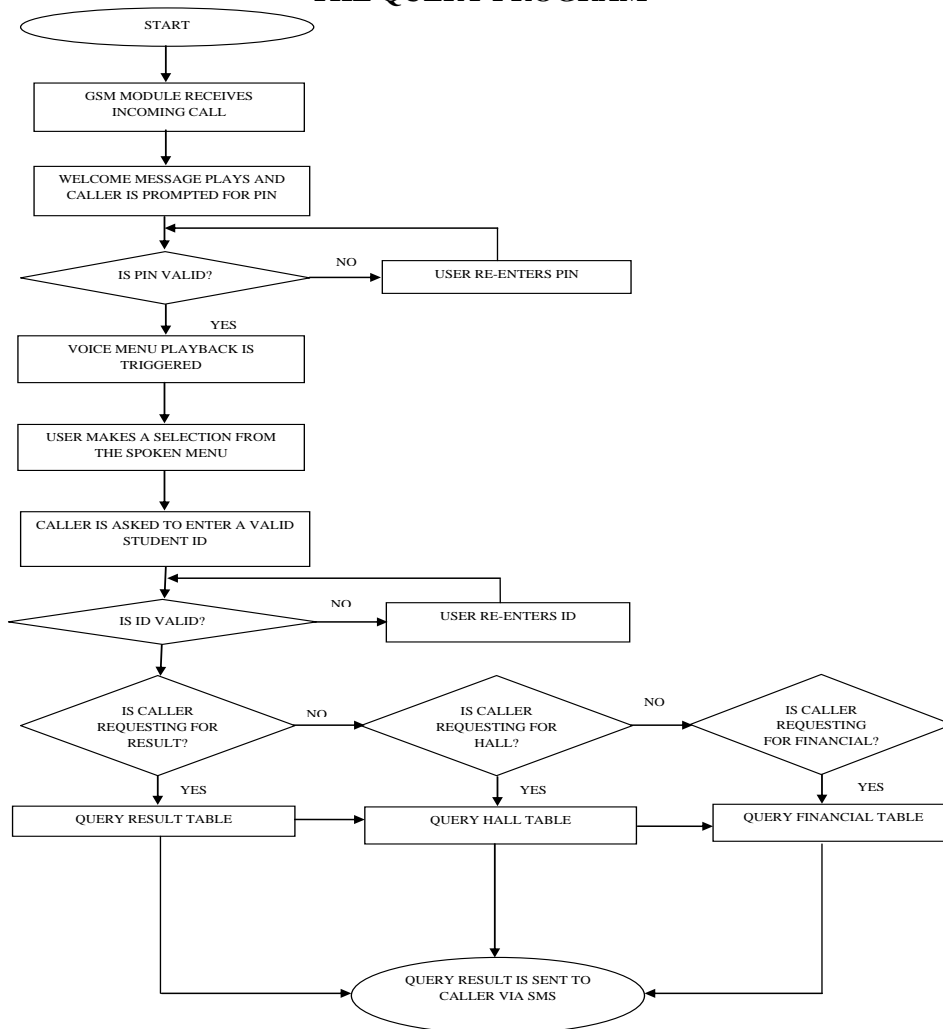 THE QUERY PROGRAM
START
GSM MODULE RECEIVES
INCOMING CALL
WELCOME MESSAGE PLAYS AND
CALLER IS PROMPTED FOR PIN
IS PIN VALID?
NO
USER RE-ENTERS PIN
YES
VOICE MENU PLAYBACK IS
TRIGGERED
USER MAKES A SELECTION FROM
THE SPOKEN MENU
CALLER IS ASKED TO ENTER A VALID
STUDENT ID
IS ID VALID?
NO
USER RE-ENTERS ID
IS CALLER
REQUESTING FOR
RESULT?
NO
IS CALLER
REQUESTING FOR
HALL?
NO
IS CALLER
REQUESTING
FOR FINANCIAL?
YES
YES
YES
QUERY RESULT TABLE
QUERY HALL TABLE
QUERY FINANCIAL TABLE
QUERY RESULT IS SENT TO
CALLER VIA SMS